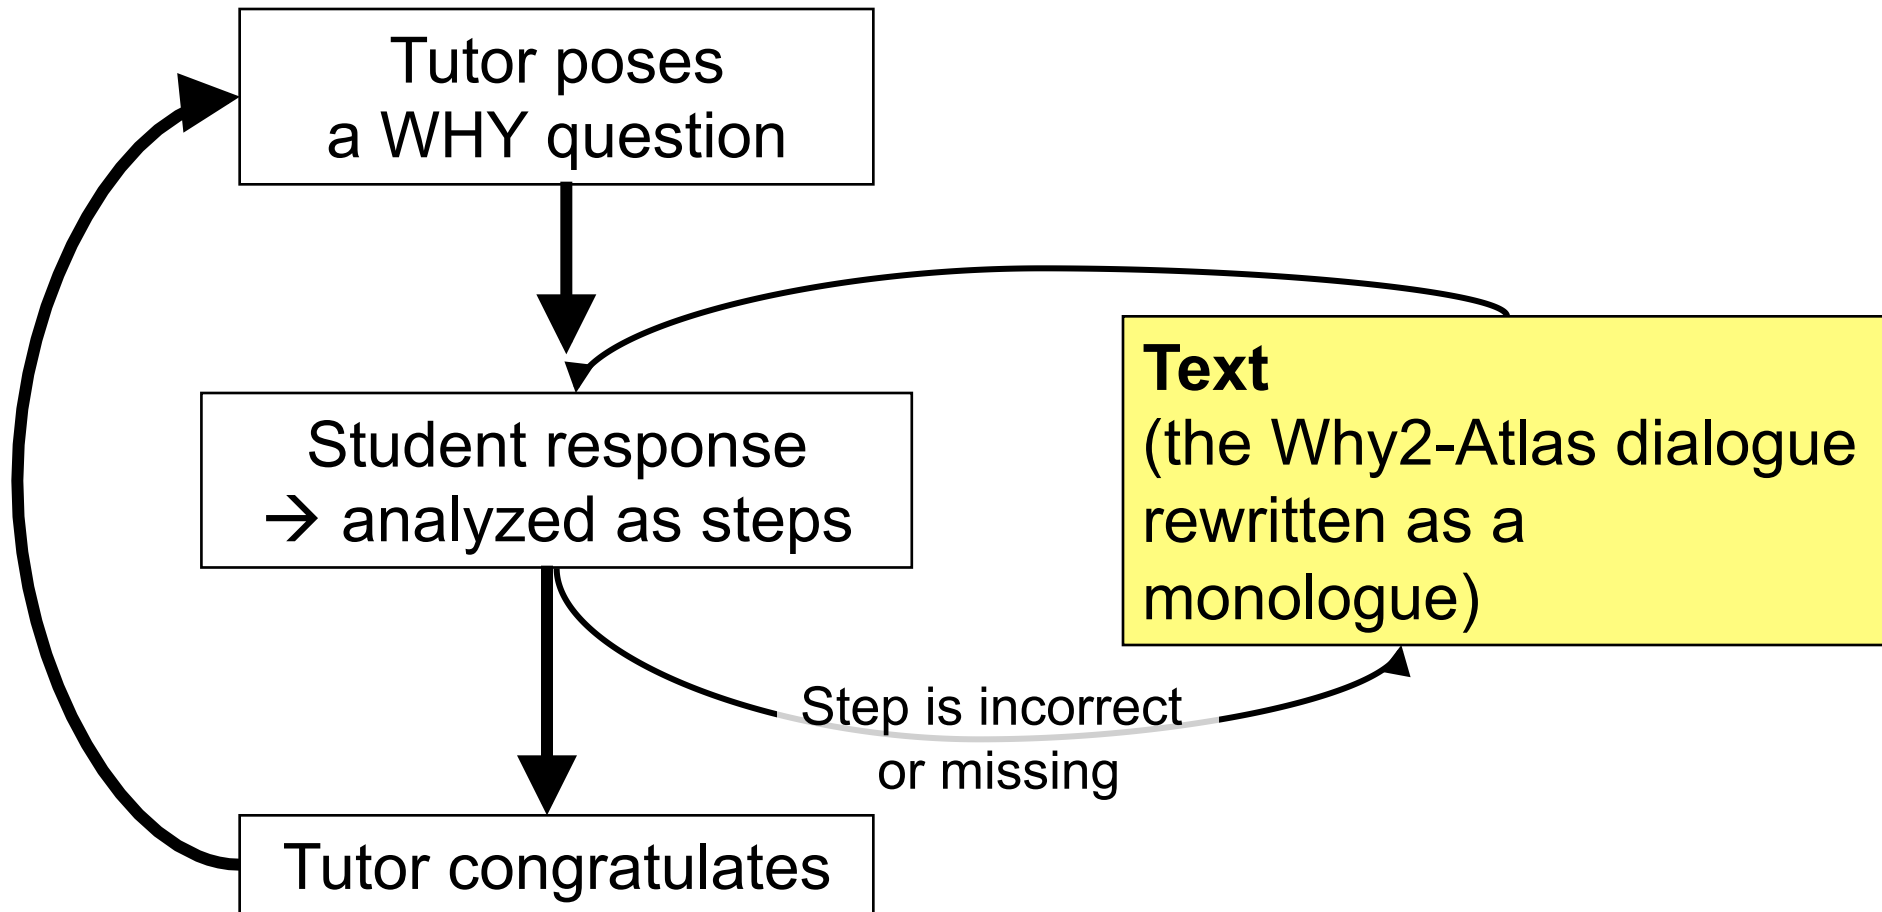 Tutor poses
a WHY question
Student response
→ analyzed as steps
Text
(the Why2-Atlas dialogue
rewritten as a
monologue)
Step is incorrect
or missing
Tutor congratulates